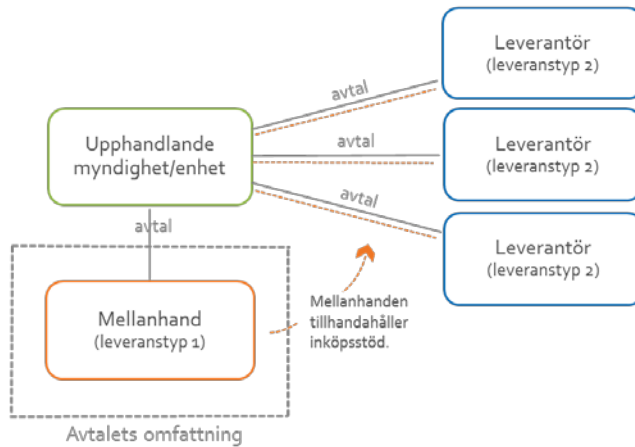 Leverantör
(leveranstyp 2)
avtal
Upphandlande
myndighet/enhet
avtal
Leverantör
(leveranstyp 2)
avtal
Leverantör
(leveranstyp 2)
avtal
Mellanhand
(leveranstyp 1)
Mellanhanden
tillhandahåller
inköpsstöd.
Avtalets omfattning